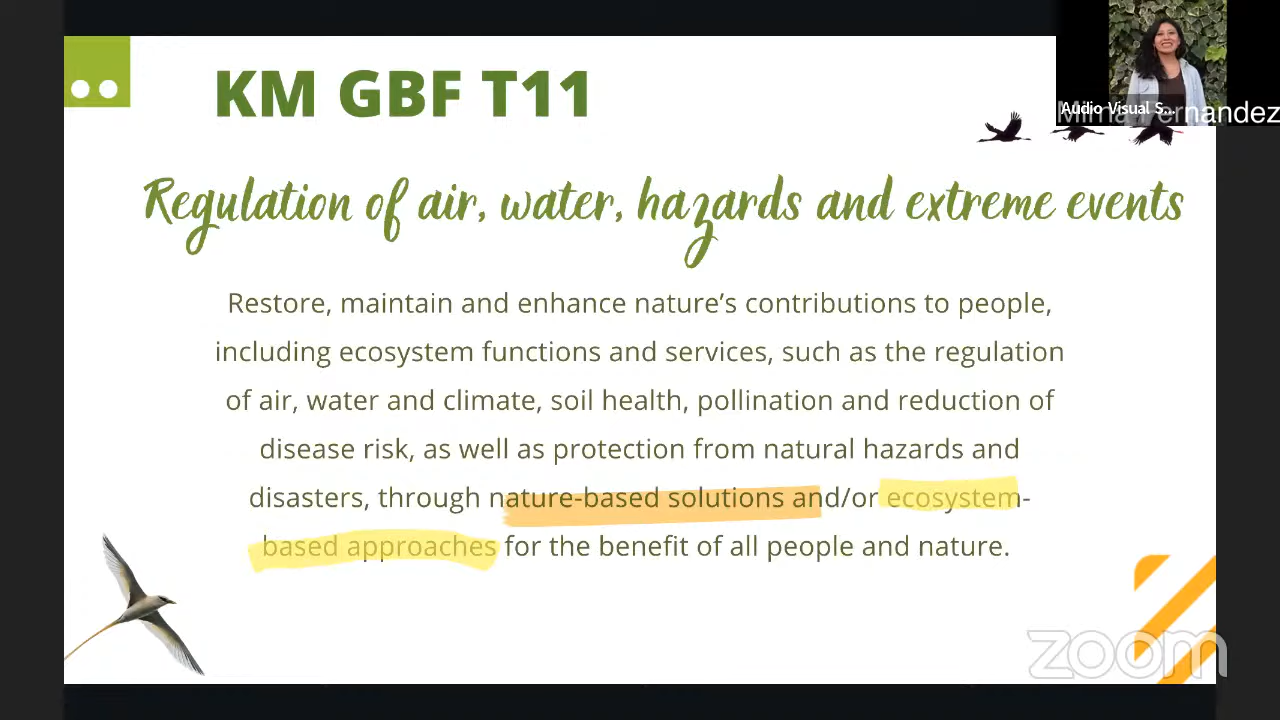 KM GBF T11
Audio Visual S...
Regulation of air, water, hazards and extreme events
Restore, maintain and enhance nature’s contributions to people,
including ecosystem functions and services, such as the regulation
of air, water and climate, soil health, pollination and reduction of
disease risk, as well as protection from natural hazards and
disasters, through nature-based solutions and/or ecosystem-
based approaches for the benefit of all people and nature.
zoom